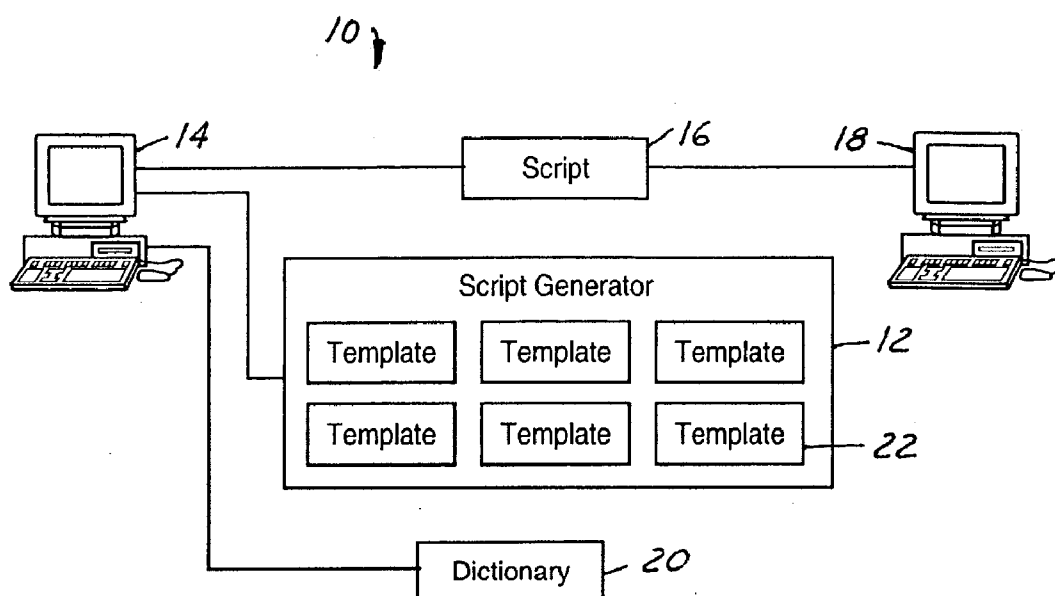 10
14
16
18
Script
Script Generator
Template Template Template
12
Template Template Template
22
Dictionary
20